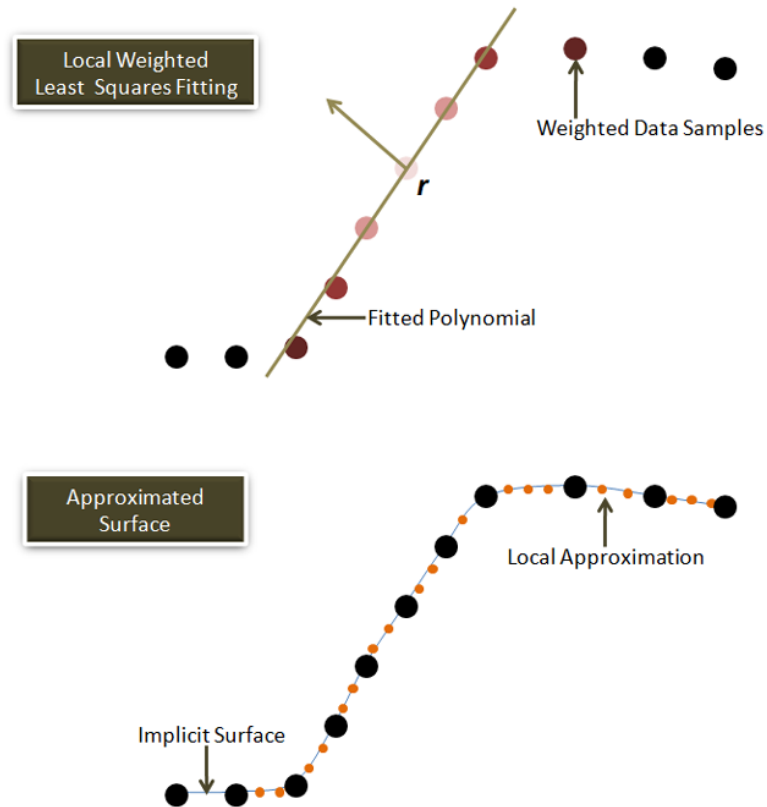 Local Weighted
Least Squares Fitting
Weighted Data Samples
r
Fitted Polynomial
Approximated
Surface
Local Approximation
Implicit Surface